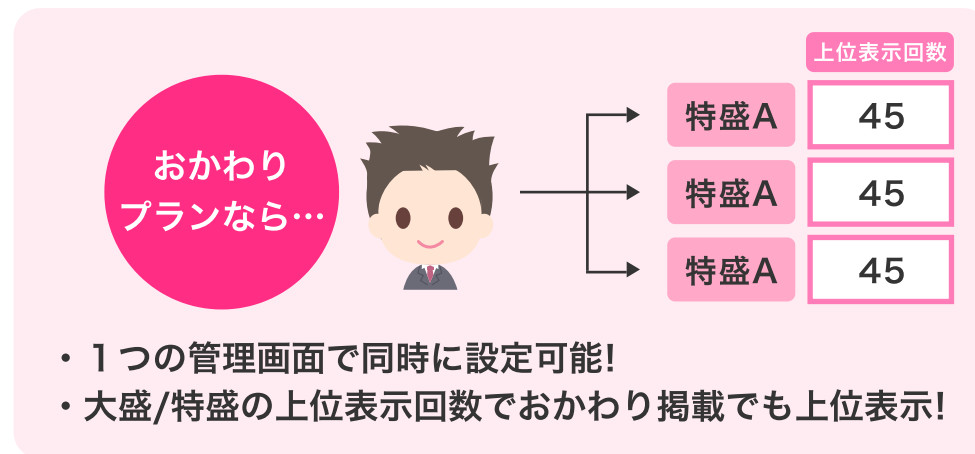 上位表示回数
おかわり
プランなら…
特盛A 45
特盛A 45
特盛A 45
・１つの管理画面で同時に設定可能!
・大盛/特盛の上位表示回数でおかわり掲載でも上位表示!